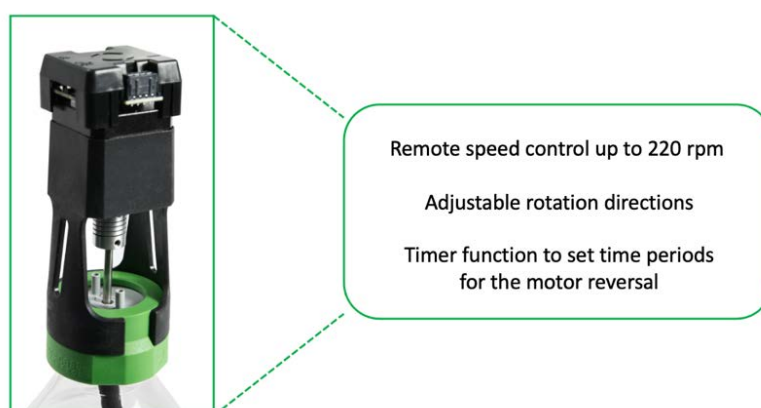 Remote speed control up to 220 rpm
Adjustable rotation directions
Timer function to set time periods
for the motor reversal